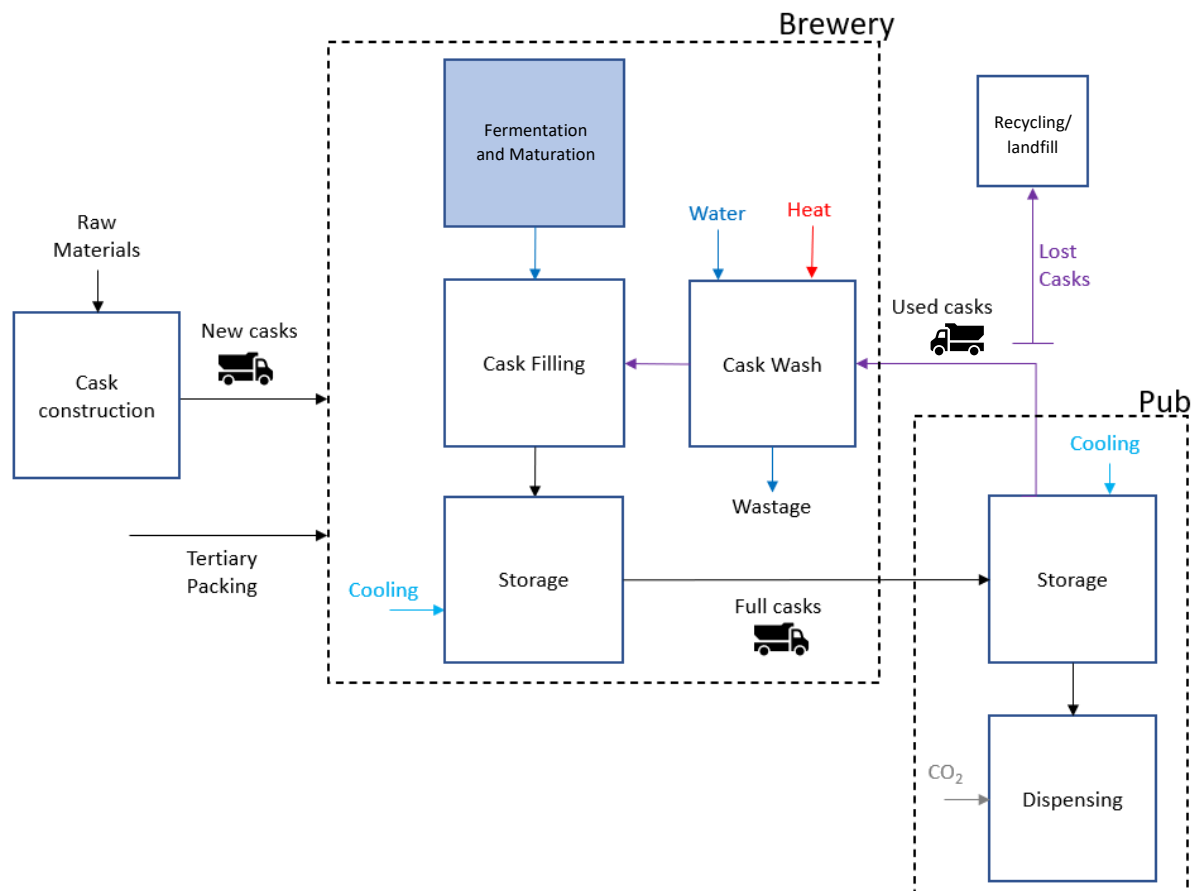 Brewery
Fermentation
and Maturation
Recycling/
landfill
Raw
Materials
Water
Heat
Lost
Casks
New casks
Used casks
Cask
construction
Cask Filling
Cask Wash
Pub
Cooling
Wastage
Tertiary
Packing
Storage
Cooling
Full casks
Storage
CO₂
Dispensing